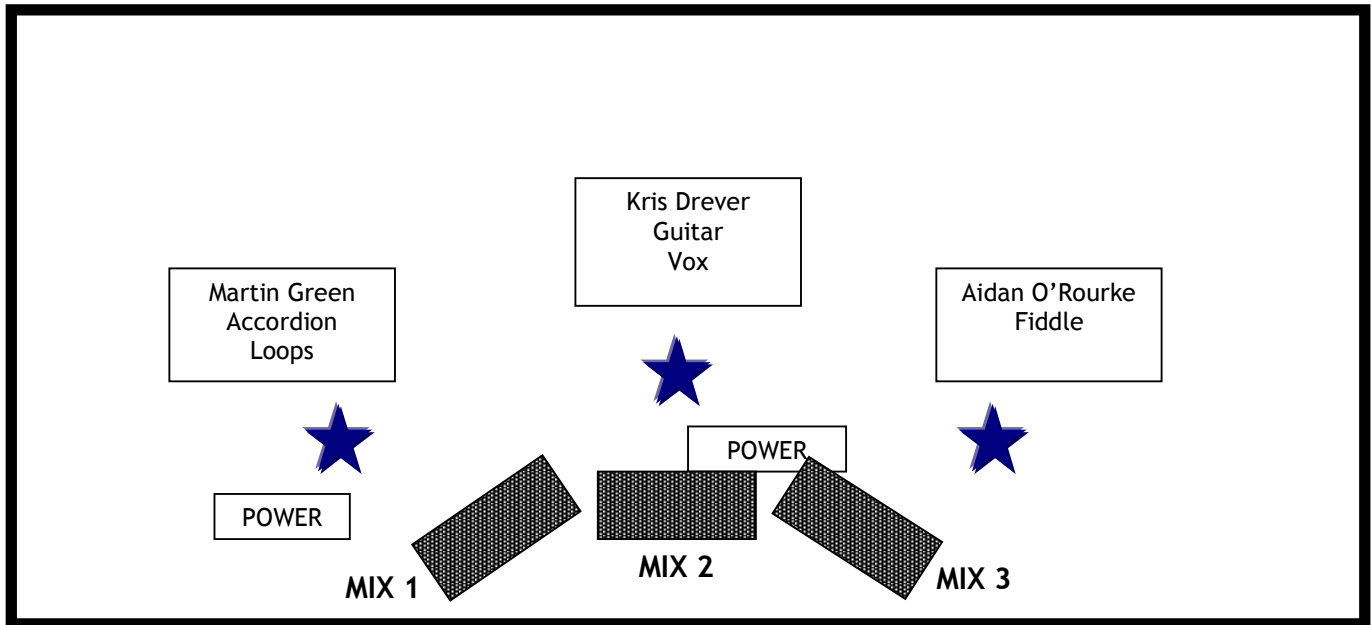 Kris Drever
Guitar
Vox
Martin Green
Accordion
Loops
Aidan O’Rourke
Fiddle
POWER
POWER
MIX 1
MIX 2
MIX 3